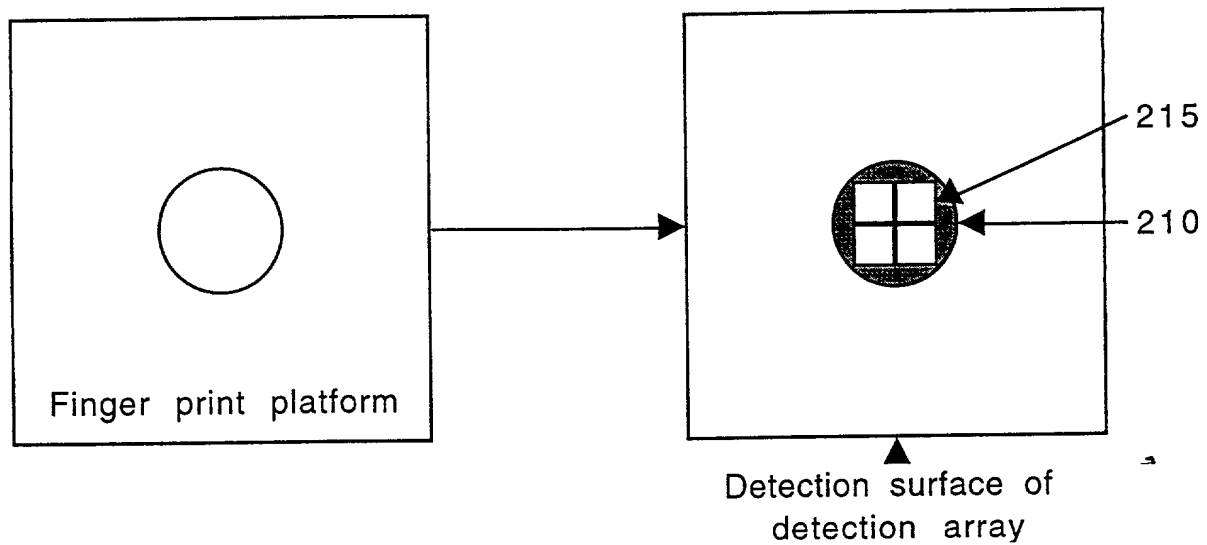 215
210
Finger print platform
Detection surface of
detection array